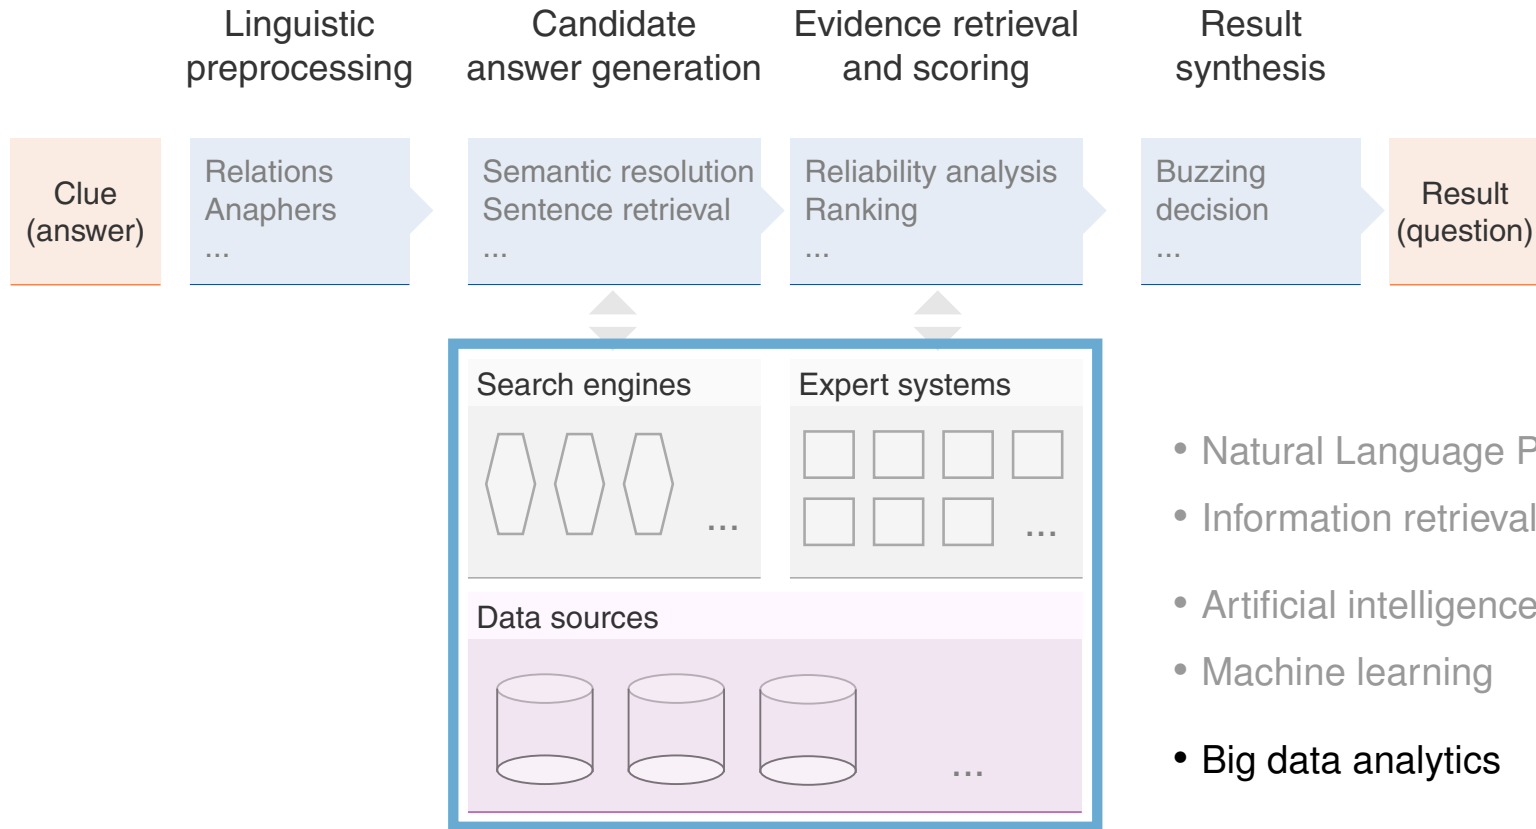 Linguistic
preprocessing
Candidate
answer generation
Evidence retrieval
and scoring
Result
synthesis
Clue
(answer)
Relations
Anaphers
...
Semantic resolution
Sentence retrieval
...
Reliability analysis
Ranking
...
Buzzing
decision
...
Result
(question)
Search engines
...
Expert systems
...
Data sources
...
• Natural Language P
• Information retrieval
• Artificial intelligence
• Machine learning
• Big data analytics